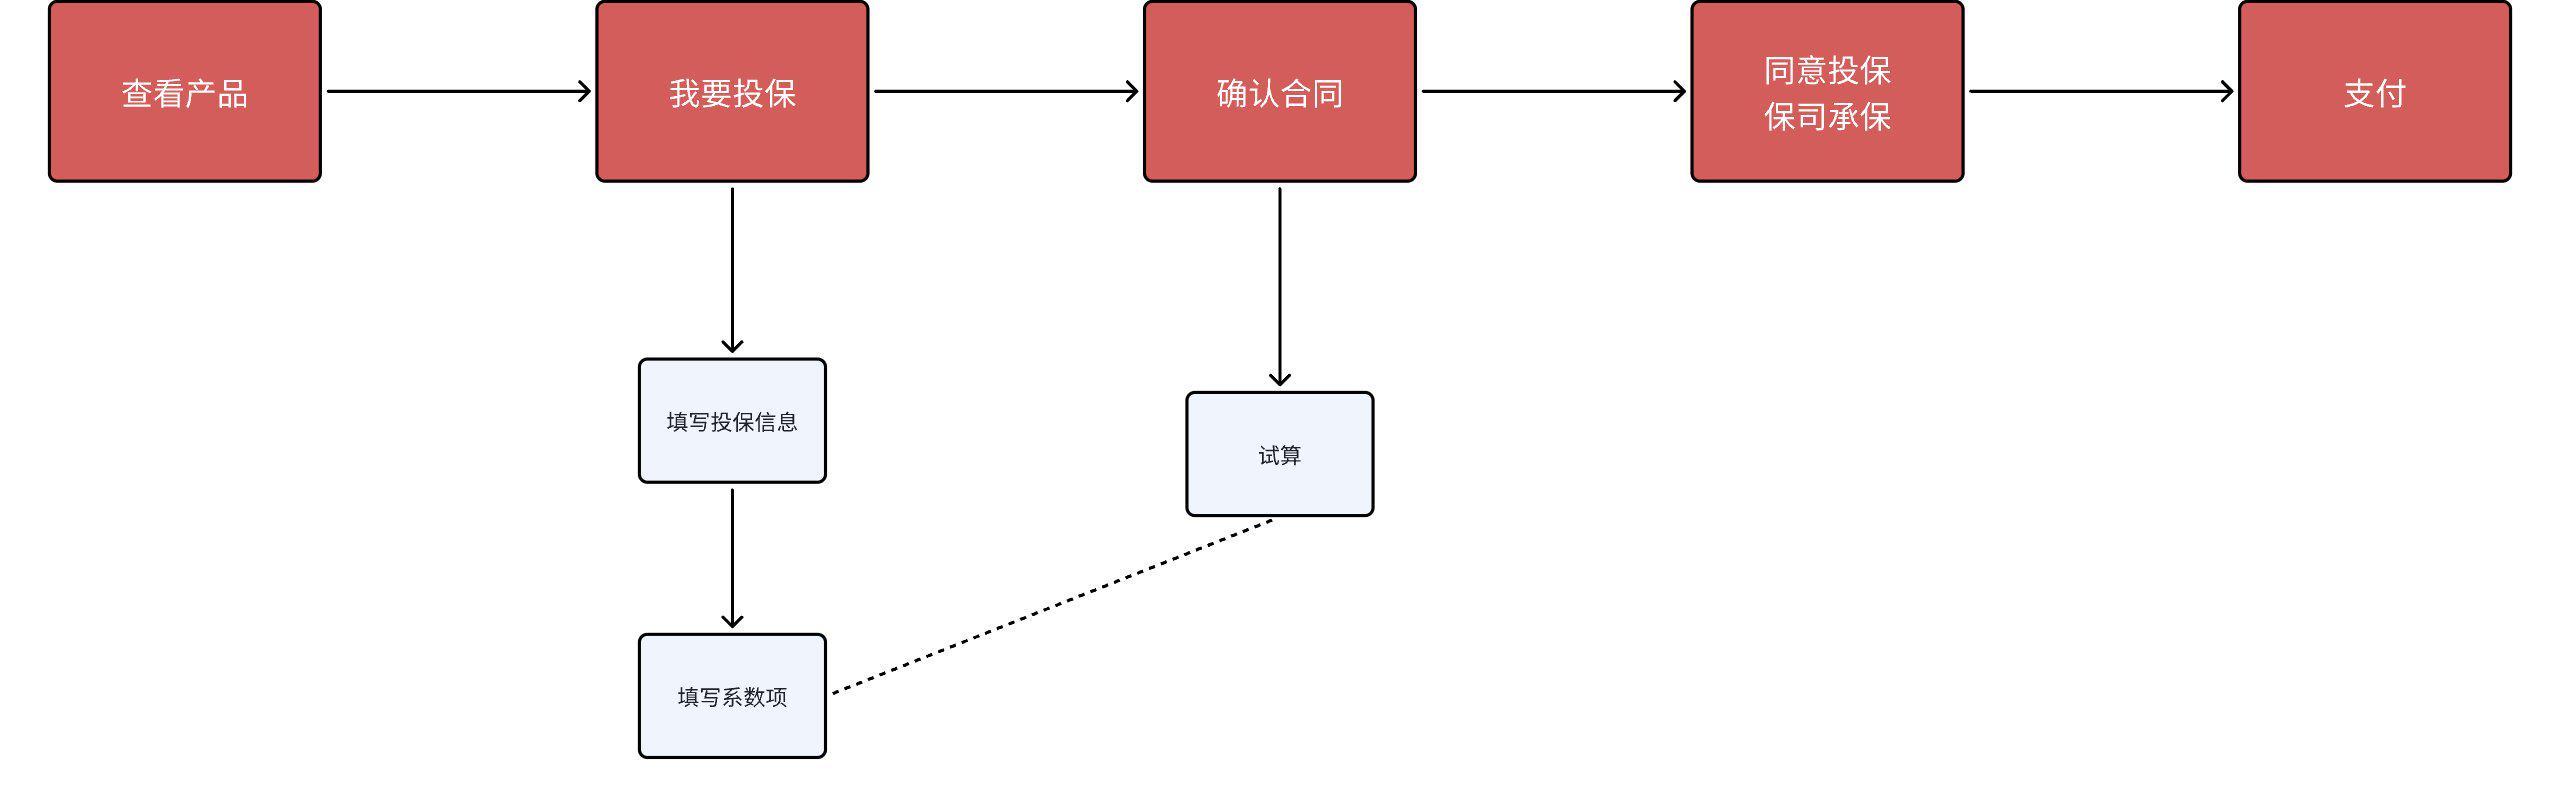 查看产品
我要投保
确认合同
同意投保
保司承保
支付
填写投保信息
试算
填写系数项